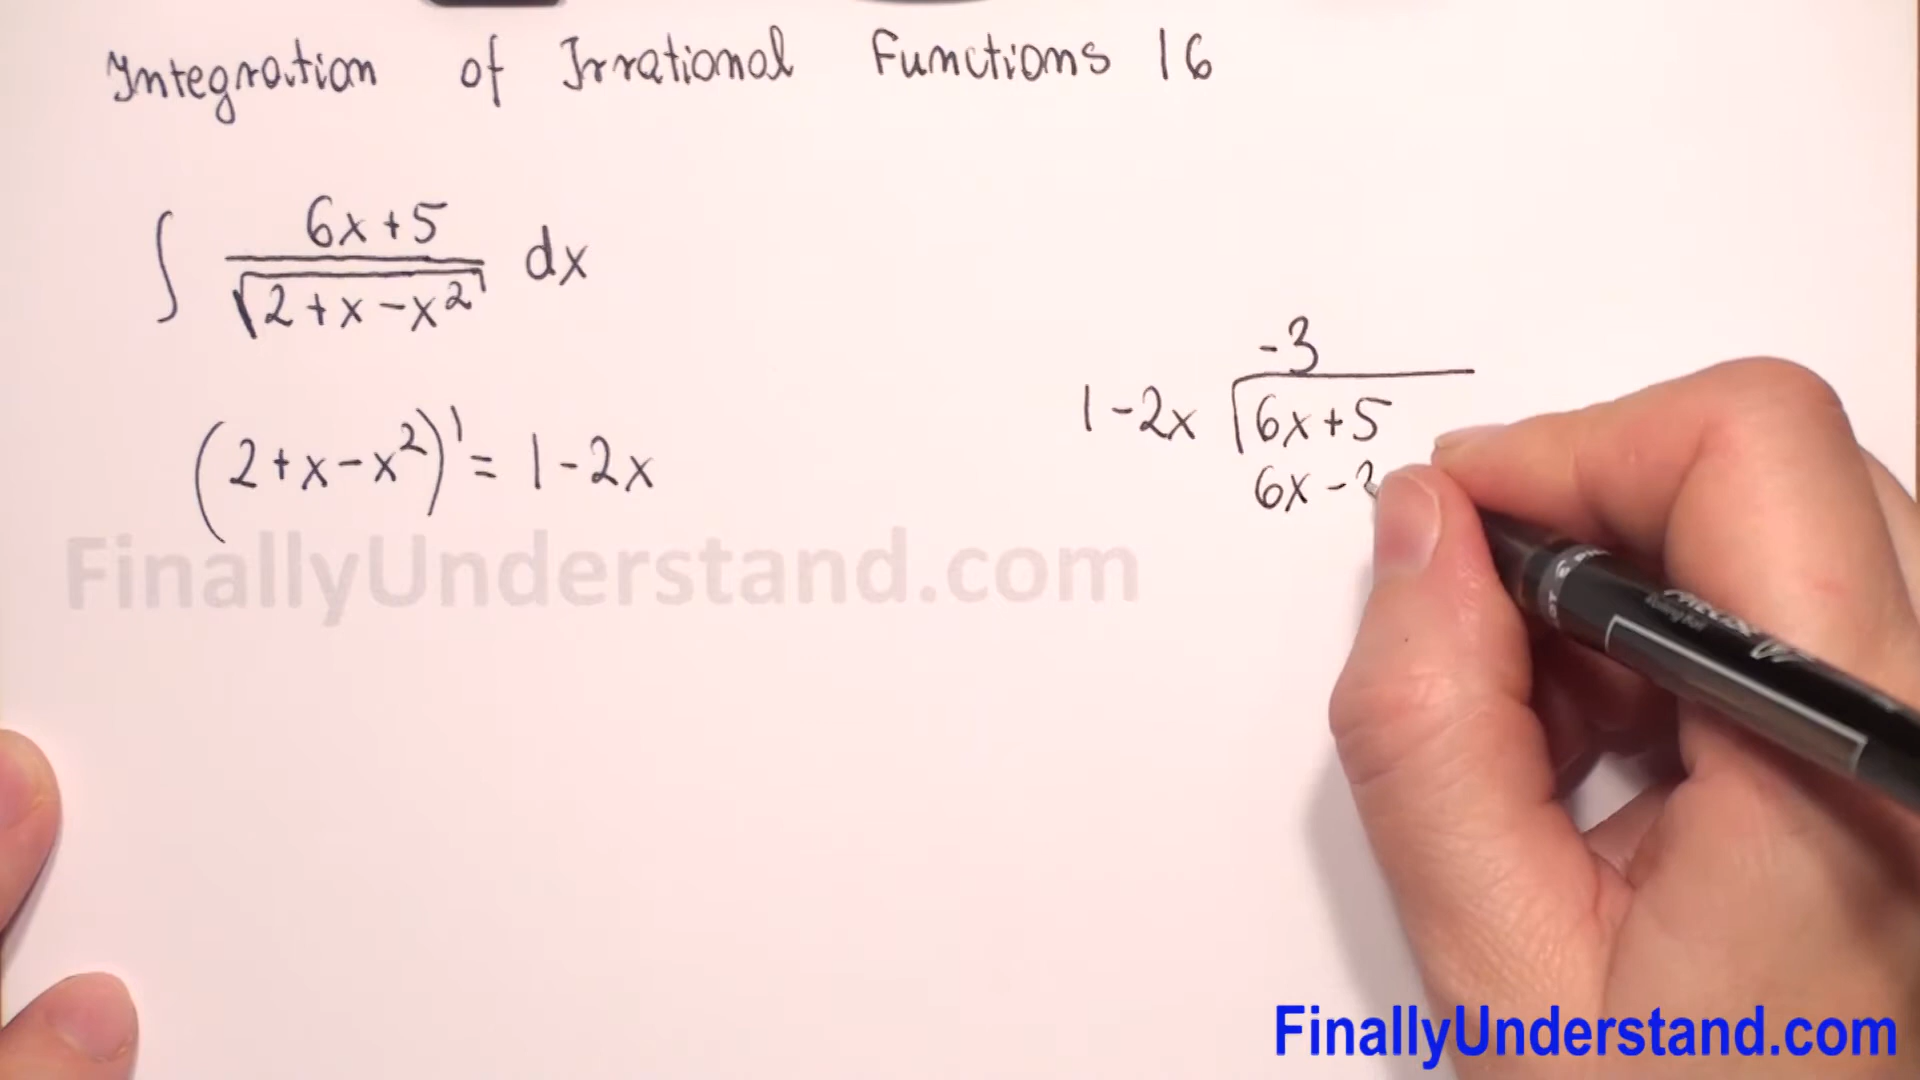 Integration of Irrational Functions 16
∫ 6x+5 / √(2+x-x²) dx
-3
1-2x √6x+5
6x-3
(2+x-x²)' = 1-2x
FinallyUnderstand.com
FinallyUnderstand.com